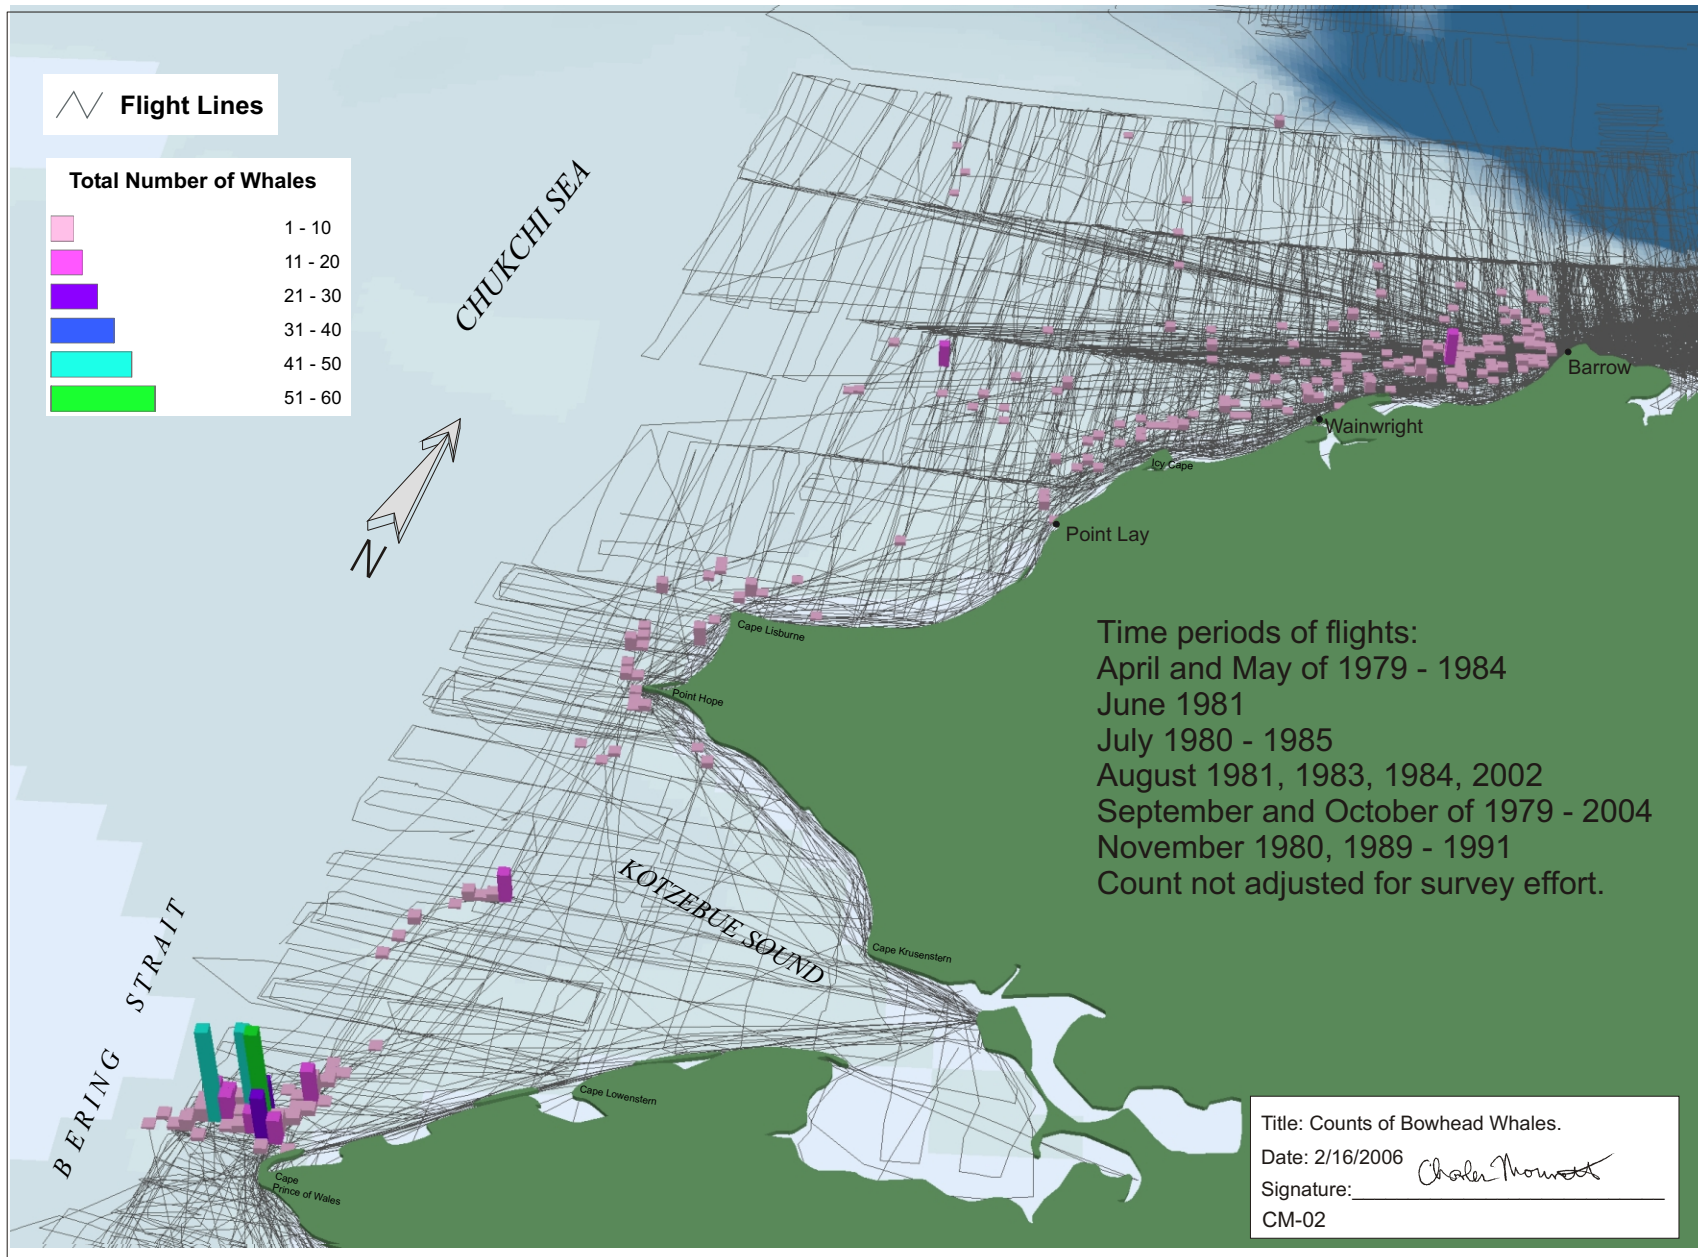 Flight Lines
Total Number of Whales
1 - 10
11 - 20
21 - 30
31 - 40
41 - 50
51 - 60
CHUKCHI SEA
N
Barrow
Wainwright
Icy Cape
Point Lay
Cape Lisburne
Point Hope
Time periods of flights:
April and May of 1979 - 1984
June 1981
July 1980 - 1985
August 1981, 1983, 1984, 2002
September and October of 1979 - 2004
November 1980, 1989 - 1991
Count not adjusted for survey effort.
KOTZEBUE SOUND
Cape Krusenstern
BERING STRAIT
Cape Lowenstern
Cape
Prince of Wales
Title: Counts of Bowhead Whales.
Date: 2/16/2006
Signature:
CM-02